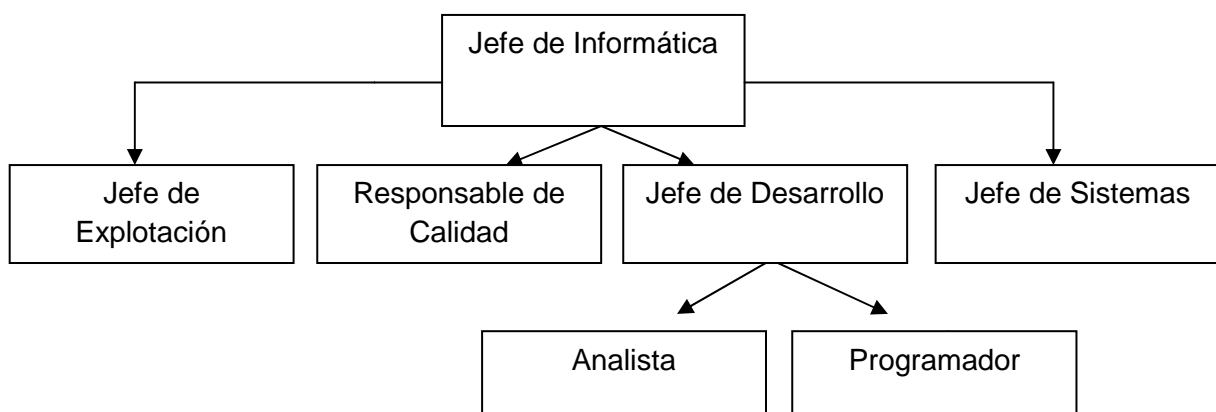 Jefe de Informática
Jefe de
Explotación
Responsable de
Calidad
Jefe de Desarrollo
Jefe de Sistemas
Analista
Programador